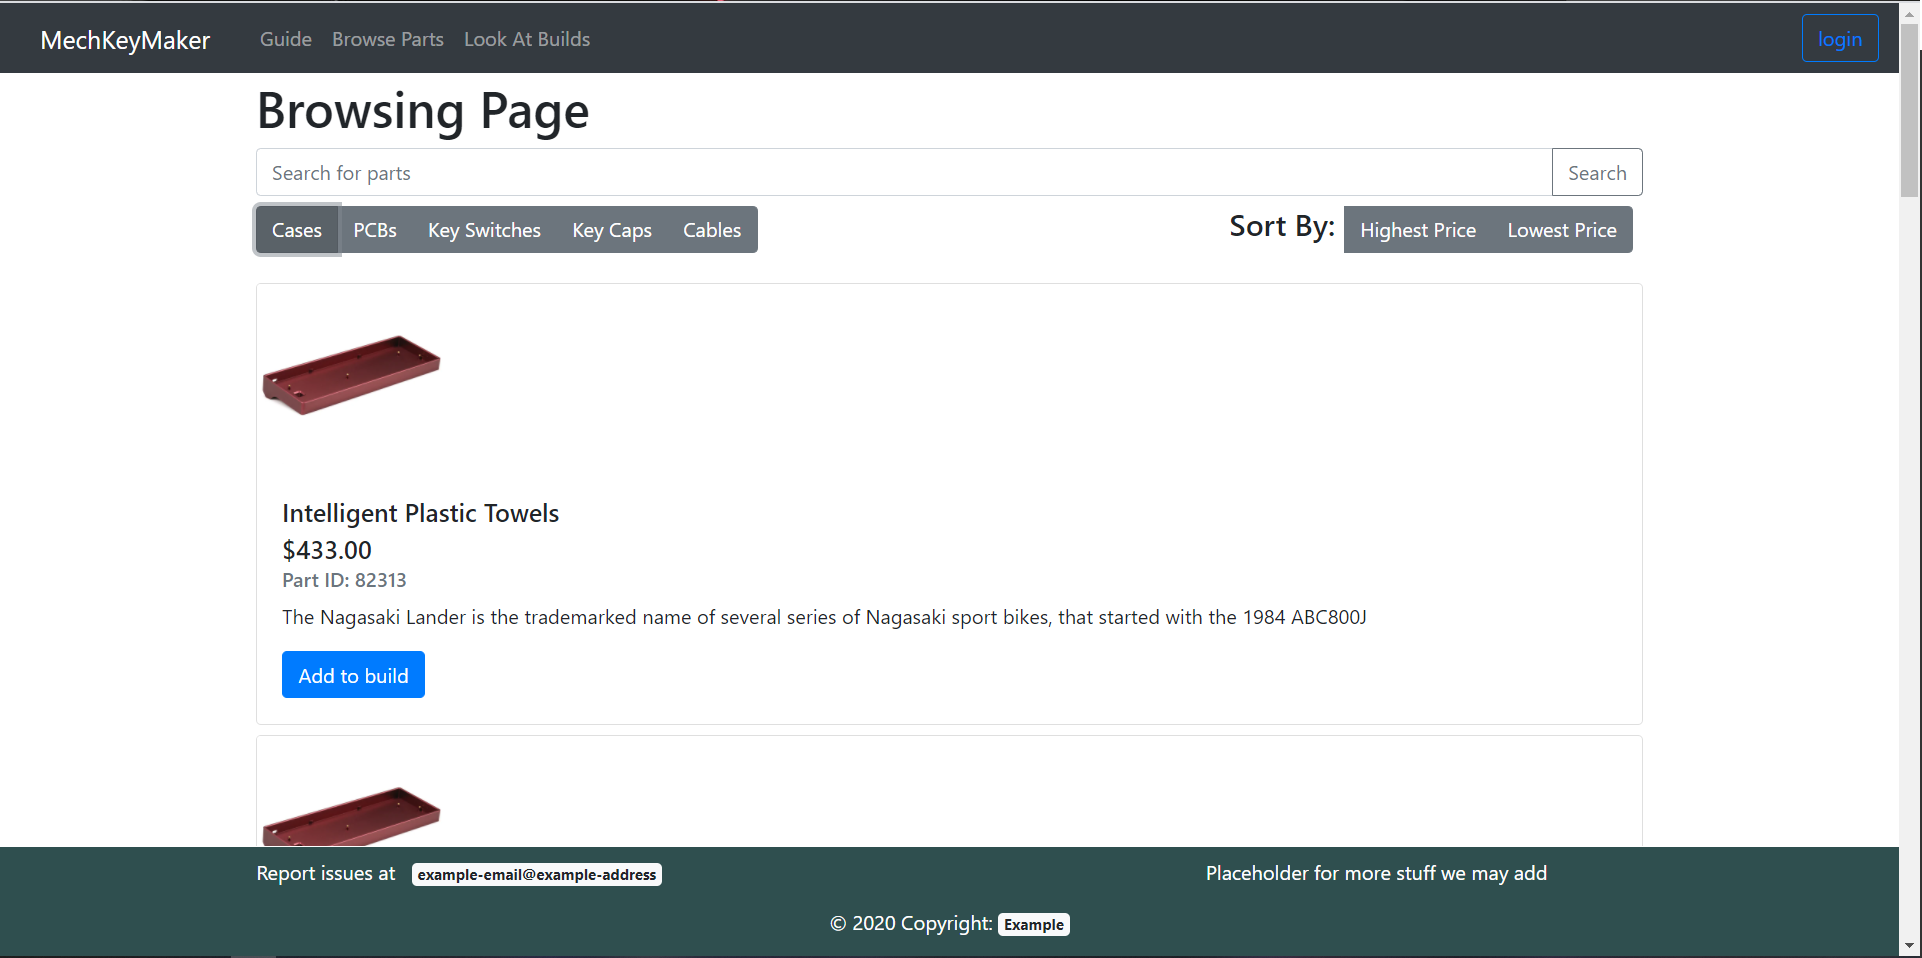 MechKeyMaker Guide Browse Parts Look At Builds login
Browsing Page
Search for parts Search
Cases PCBs Key Switches Key Caps Cables Sort By: Highest Price Lowest Price
Intelligent Plastic Towels
$433.00
Part ID: 82313
The Nagasaki Lander is the trademarked name of several series of Nagasaki sport bikes, that started with the 1984 ABC800J
Add to build
Report issues at example-email@example-address Placeholder for more stuff we may add
© 2020 Copyright: Example